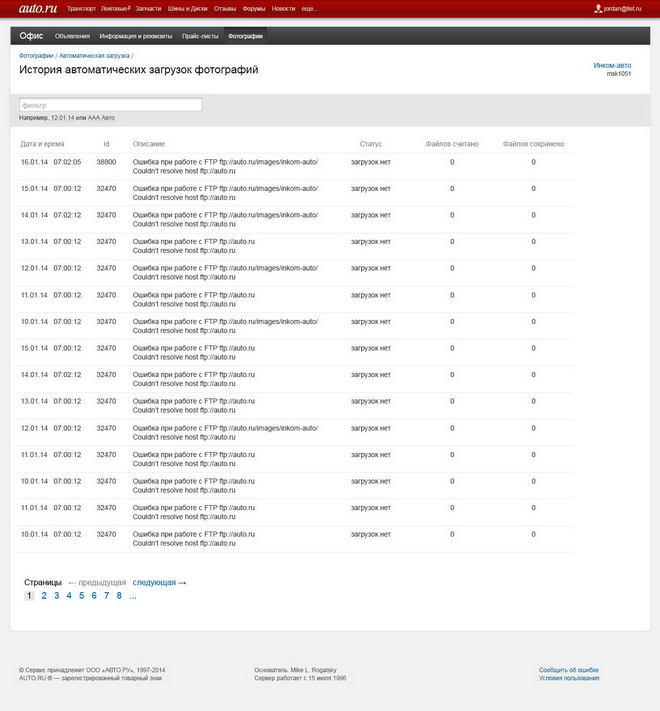 auto.ru Транспорт Легковые Запчасти Шины и Диски Отзывы Форумы Новости еще... jordan@list.ru
Офис Объявления Информация и реквизиты Прайс-листы Фотографии
Фотографии / Автоматическая загрузка /
История автоматических загрузок фотографий
Инком-авто
msk1051
фильтр
Например, 12.01.14 или ААА Авто
Дата и время id Описание Статус Файлов считано Файлов сохранено
16.01.14 07:02:05 38800 Ошибка при работе с FTP ftp://auto.ru/images/inkom-auto/ загрузок нет 0 0
Couldn't resolve host ftp://auto.ru
15.01.14 07:00:12 32470 Ошибка при работе с FTP ftp://auto.ru/images/inkom-auto/ загрузок нет 0 0
Couldn't resolve host ftp://auto.ru
14.01.14 07:02:12 32470 Ошибка при работе с FTP ftp://auto.ru/images/inkom-auto/ загрузок нет 0 0
Couldn't resolve host ftp://auto.ru
13.01.14 07:00:12 32470 Ошибка при работе с FTP ftp://auto.ru загрузок нет 0 0
Couldn't resolve host ftp://auto.ru
12.01.14 07:00:12 32470 Ошибка при работе с FTP ftp://auto.ru/images/inkom-auto/ загрузок нет 0 0
Couldn't resolve host ftp://auto.ru
11.01.14 07:00:12 32470 Ошибка при работе с FTP ftp://auto.ru загрузок нет 0 0
Couldn't resolve host ftp://auto.ru
10.01.14 07:00:12 32470 Ошибка при работе с FTP ftp://auto.ru/images/inkom-auto/ загрузок нет 0 0
Couldn't resolve host ftp://auto.ru
15.01.14 07:00:12 32470 Ошибка при работе с FTP ftp://auto.ru загрузок нет 0 0
Couldn't resolve host ftp://auto.ru
14.01.14 07:02:12 32470 Ошибка при работе с FTP ftp://auto.ru загрузок нет 0 0
Couldn't resolve host ftp://auto.ru
13.01.14 07:00:12 32470 Ошибка при работе с FTP ftp://auto.ru загрузок нет 0 0
Couldn't resolve host ftp://auto.ru
12.01.14 07:00:12 32470 Ошибка при работе с FTP ftp://auto.ru/images/inkom-auto/ загрузок нет 0 0
Couldn't resolve host ftp://auto.ru
11.01.14 07:00:12 32470 Ошибка при работе с FTP ftp://auto.ru загрузок нет 0 0
Couldn't resolve host ftp://auto.ru
10.01.14 07:00:12 32470 Ошибка при работе с FTP ftp://auto.ru загрузок нет 0 0
Couldn't resolve host ftp://auto.ru
11.01.14 07:00:12 32470 Ошибка при работе с FTP ftp://auto.ru загрузок нет 0 0
Couldn't resolve host ftp://auto.ru
10.01.14 07:00:12 32470 Ошибка при работе с FTP ftp://auto.ru загрузок нет 0 0
Couldn't resolve host ftp://auto.ru
Страницы ← предыдущая следующая →
1 2 3 4 5 6 7 8 ...
© Сервис принадлежит ООО «АВТО.РУ», 1997-2014 Основатель: Mike L. Rogalsky Сообщить об ошибке
AUTO.RU ® — зарегистрированный товарный знак Сервер работает с 15 июля 1996 Условия пользования